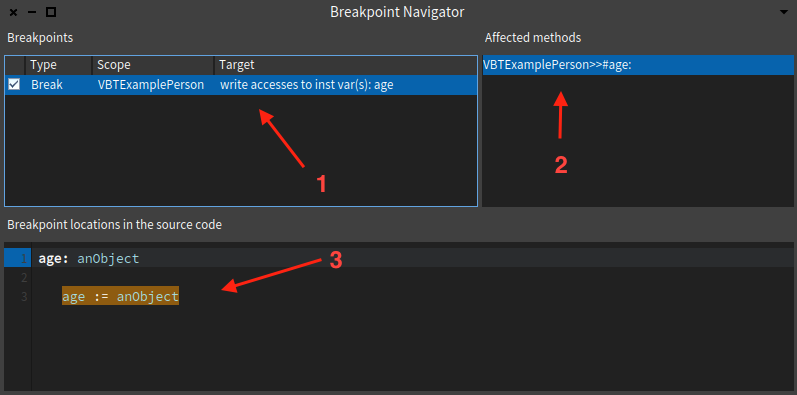 Breakpoint Navigator
Breakpoints
Affected methods
Type Scope Target
Break VBTExamplePerson write accesses to inst var(s): age
VBTExamplePerson>>#age:
1
2
Breakpoint locations in the source code
3
1 age: anObject
2
3 age := anObject